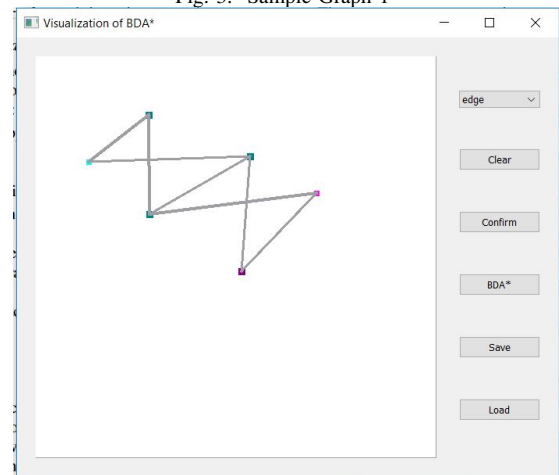 Fig. 3. Sample Graph 1
Visualization of BDA*
edge
Clear
Confirm
BDA*
Save
Load